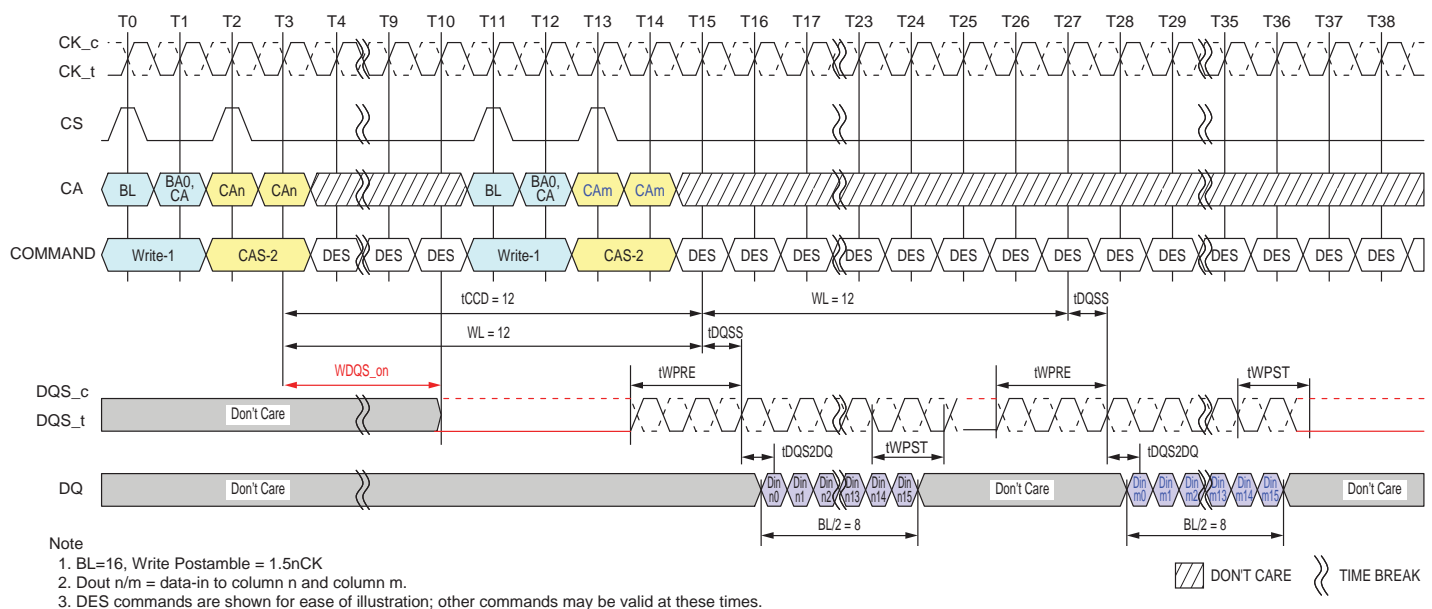 T0 T1 T2 T3 T4 T9 T10 T11 T12 T13 T14 T15 T16 T17 T23 T24 T25 T26 T27 T28 T29 T35 T36 T37 T38
CK_c
CK_t
CS
CA BL BA0, CA CAn CAn BL BA0, CA CAm CAm
COMMAND Write-1 CAS-2 DES DES DES Write-1 CAS-2 DES DES DES DES DES DES DES DES DES DES DES DES DES DES
tCCD = 12 WL = 12 tDQSS
WL = 12 tDQSS
WDQS_on tWPRE tWPRE tWPST
DQS_c
DQS_t Don't Care
tDQS2DQ tWPST tDQS2DQ
DQ Don't Care Din n0 Din n1 Din n2 Din n13 Din n14 Din n15 Don't Care Din m0 Din m1 Din m2 Din m13 Din m14 Din m15 Don't Care
BL/2 = 8 BL/2 = 8
Note
1. BL=16, Write Postamble = 1.5nCK
2. Dout n/m = data-in to column n and column m.
3. DES commands are shown for ease of illustration; other commands may be valid at these times.
DON'T CARE TIME BREAK